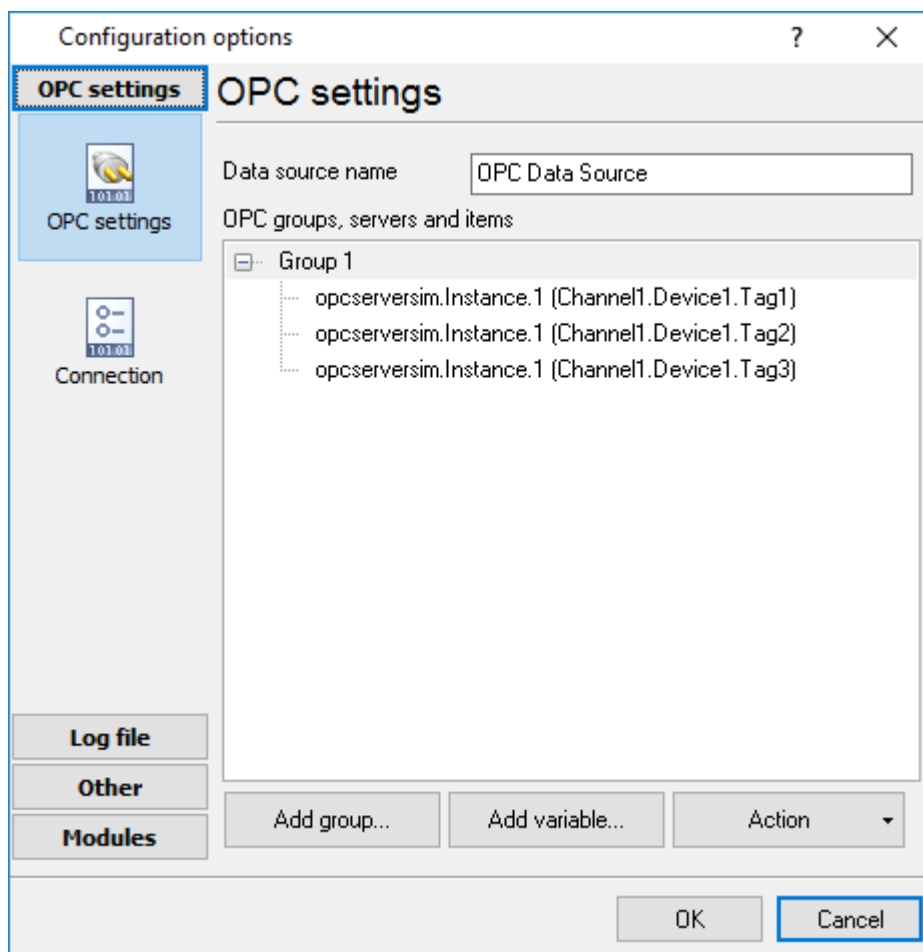 Configuration options
?
OPC settings
OPC settings
101.01
OPC settings
101.01
Connection
Data source name
OPC Data Source
OPC groups, servers and items
Group 1
opcserversim.Instance.1 (Channel1.Device1.Tag1)
opcserversim.Instance.1 (Channel1.Device1.Tag2)
opcserversim.Instance.1 (Channel1.Device1.Tag3)
Log file
Other
Modules
Add group...
Add variable...
Action
OK
Cancel